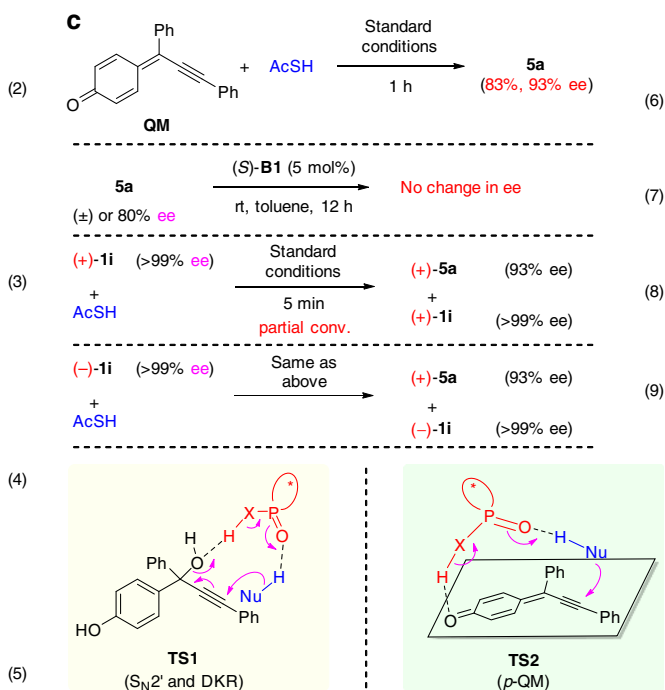 c
Ph
Standard
conditions
+
AcSH
5a
(2)
O
Ph
1 h
(83%, 93% ee)
(6)
QM
(S)-B1 (5 mol%)
5a
No change in ee
(7)
(±) or 80% ee
rt, toluene, 12 h
(+)-1i (>99% ee)
Standard
conditions
(+)-5a (93% ee)
(3)
+
+
(8)
AcSH
5 min
partial conv.
(+)-1i (>99% ee)
(−)-1i (>99% ee)
Same as
above
(+)-5a (93% ee)
+
+
(9)
AcSH
(−)-1i (>99% ee)
(4)
*
X P
H O
H
O
Ph
Nu H
Ph
HO
TS1
(SN2' and DKR)
*
P
X O H
Nu
H
Ph
O
Ph
TS2
(p-QM)
(5)